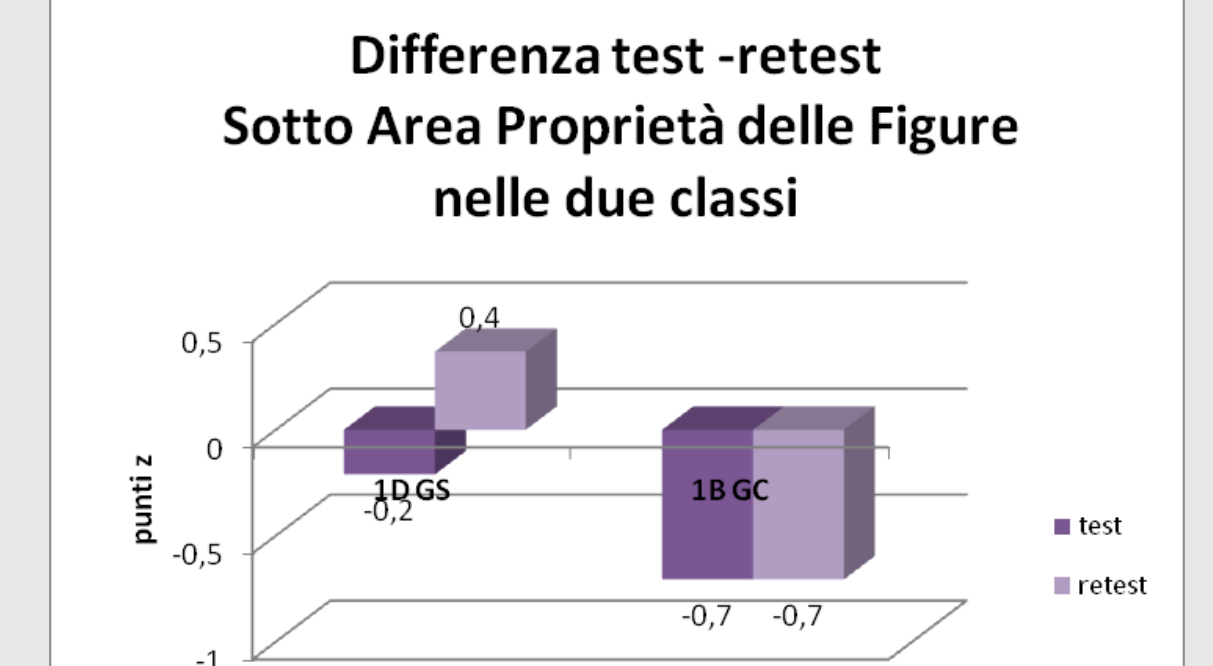 Differenza test -retest
Sotto Area Proprietà delle Figure
nelle due classi
0,4
0,5
0
punti z
1D GS
1B GC
-0,2
-0,5
test
retest
-0,7
-0,7
-1